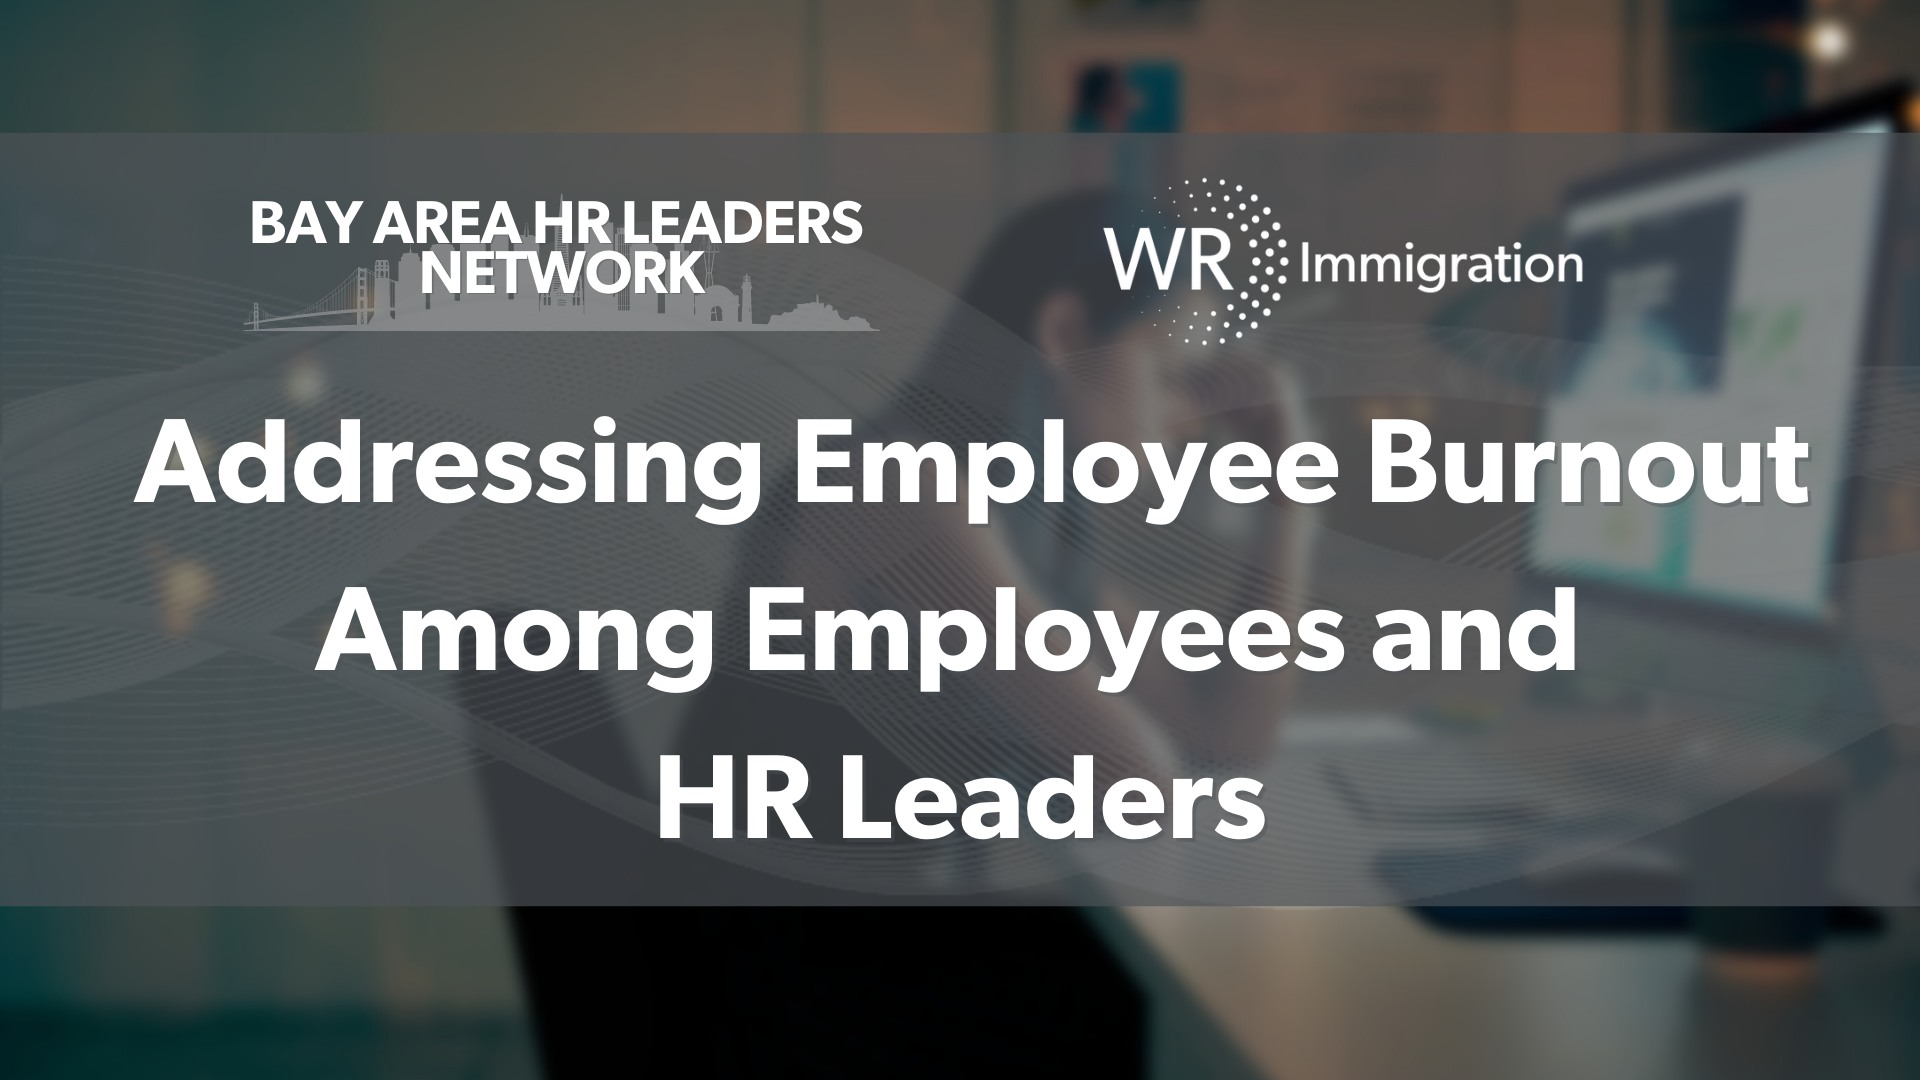 BAY AREA HR LEADERS
NETWORK
WR Immigration
Addressing Employee Burnout
Among Employees and
HR Leaders